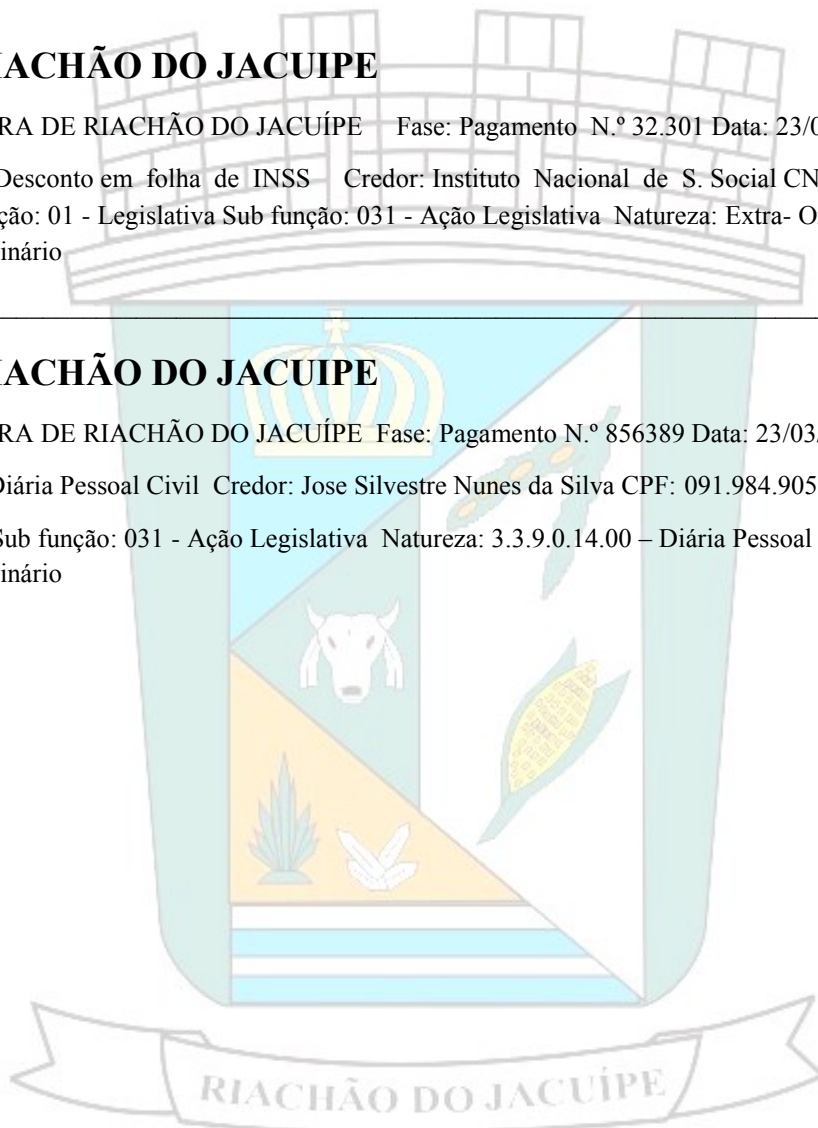 IACHÃO DO JACUIPE
RA DE RIACHÃO DO JACUÍPE Fase: Pagamento N.º 32.301 Data: 23/0
Desconto em folha de INSS Credor: Instituto Nacional de S. Social CN
ção: 01 - Legislativa Sub função: 031 - Ação Legislativa Natureza: Extra- O
inário
IACHÃO DO JACUIPE
RA DE RIACHÃO DO JACUÍPE Fase: Pagamento N.º 856389 Data: 23/03/
Diária Pessoal Civil Credor: Jose Silvestre Nunes da Silva CPF: 091.984.905
Sub função: 031 - Ação Legislativa Natureza: 3.3.9.0.14.00 – Diária Pessoal
inário
RIACHÃO DO JACUÍPE